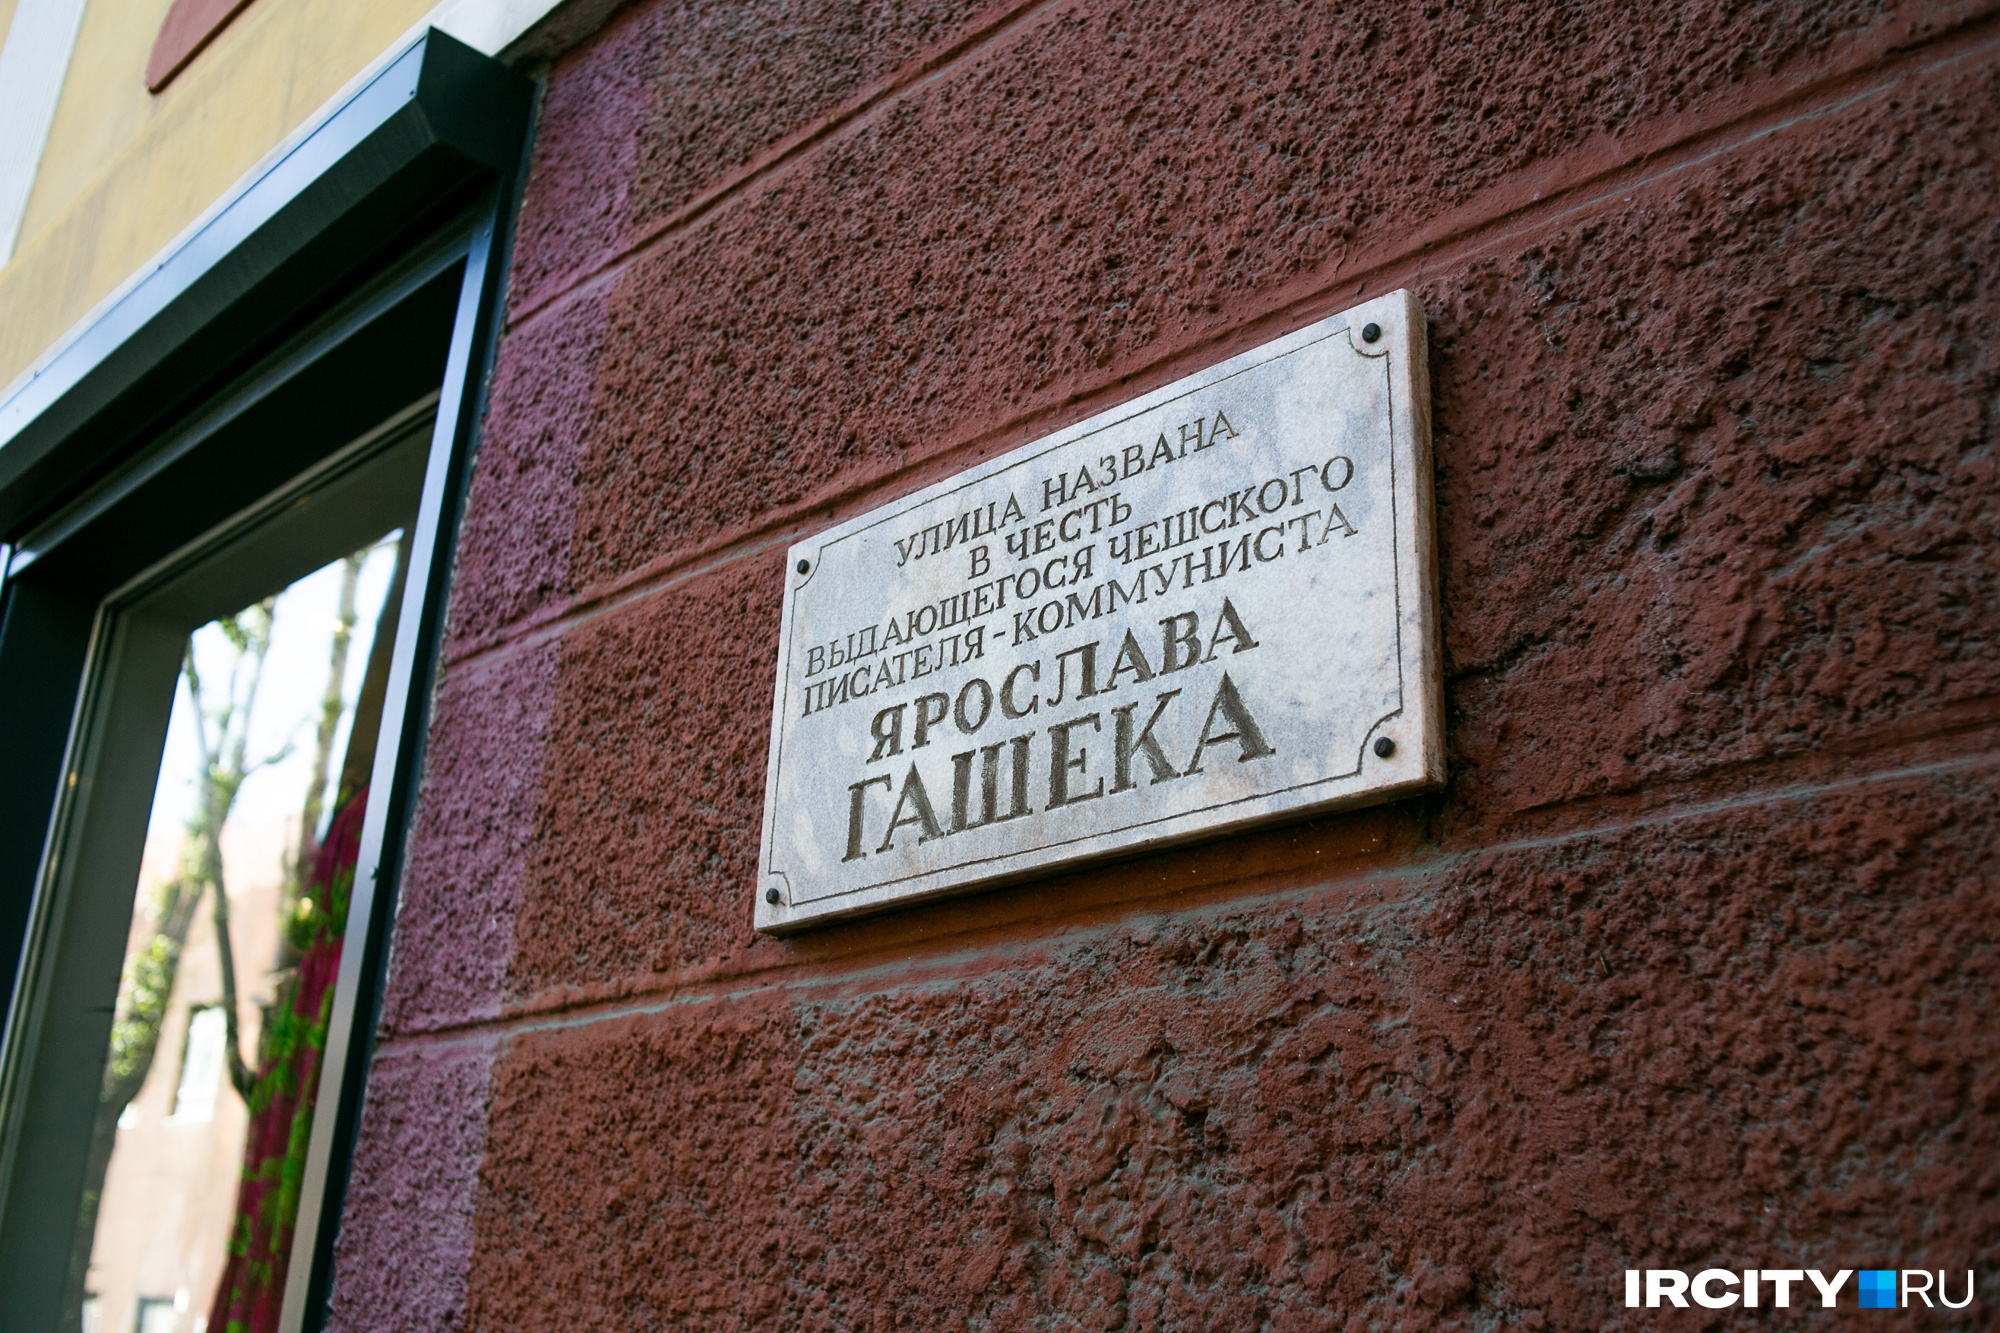 УЛИЦА НАЗВАНА
В ЧЕСТЬ
ВЫДАЮЩЕГОСЯ ЧЕШСКОГО
ПИСАТЕЛЯ-КОММУНИСТА
ЯРОСЛАВА
ГАШЕКА
IRCITY RU